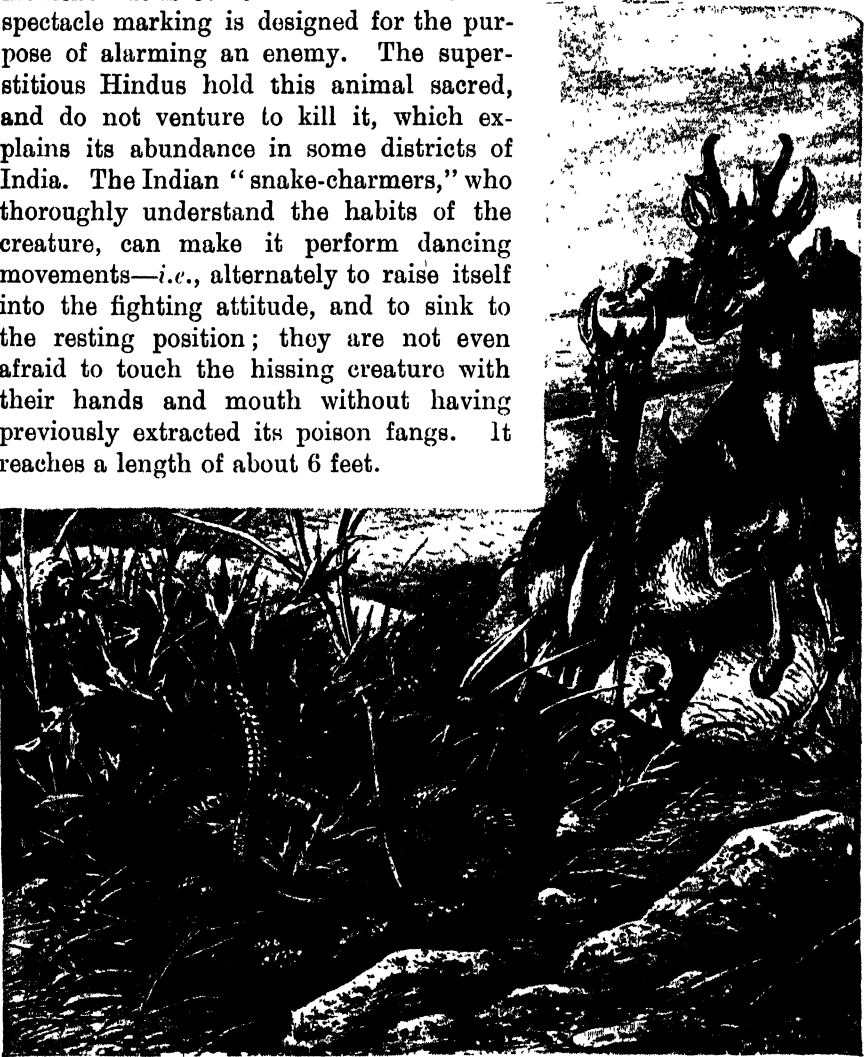 spectacle marking is designed for the pur-
pose of alarming an enemy. The super-
stitious Hindus hold this animal sacred,
and do not venture to kill it, which ex-
plains its abundance in some districts of
India. The Indian “snake-charmers,” who
thoroughly understand the habits of the
creature, can make it perform dancing
movements—i.e., alternately to raise itself
into the fighting attitude, and to sink to
the resting position; they are not even
afraid to touch the hissing creature with
their hands and mouth without having
previously extracted its poison fangs. It
reaches a length of about 6 feet.